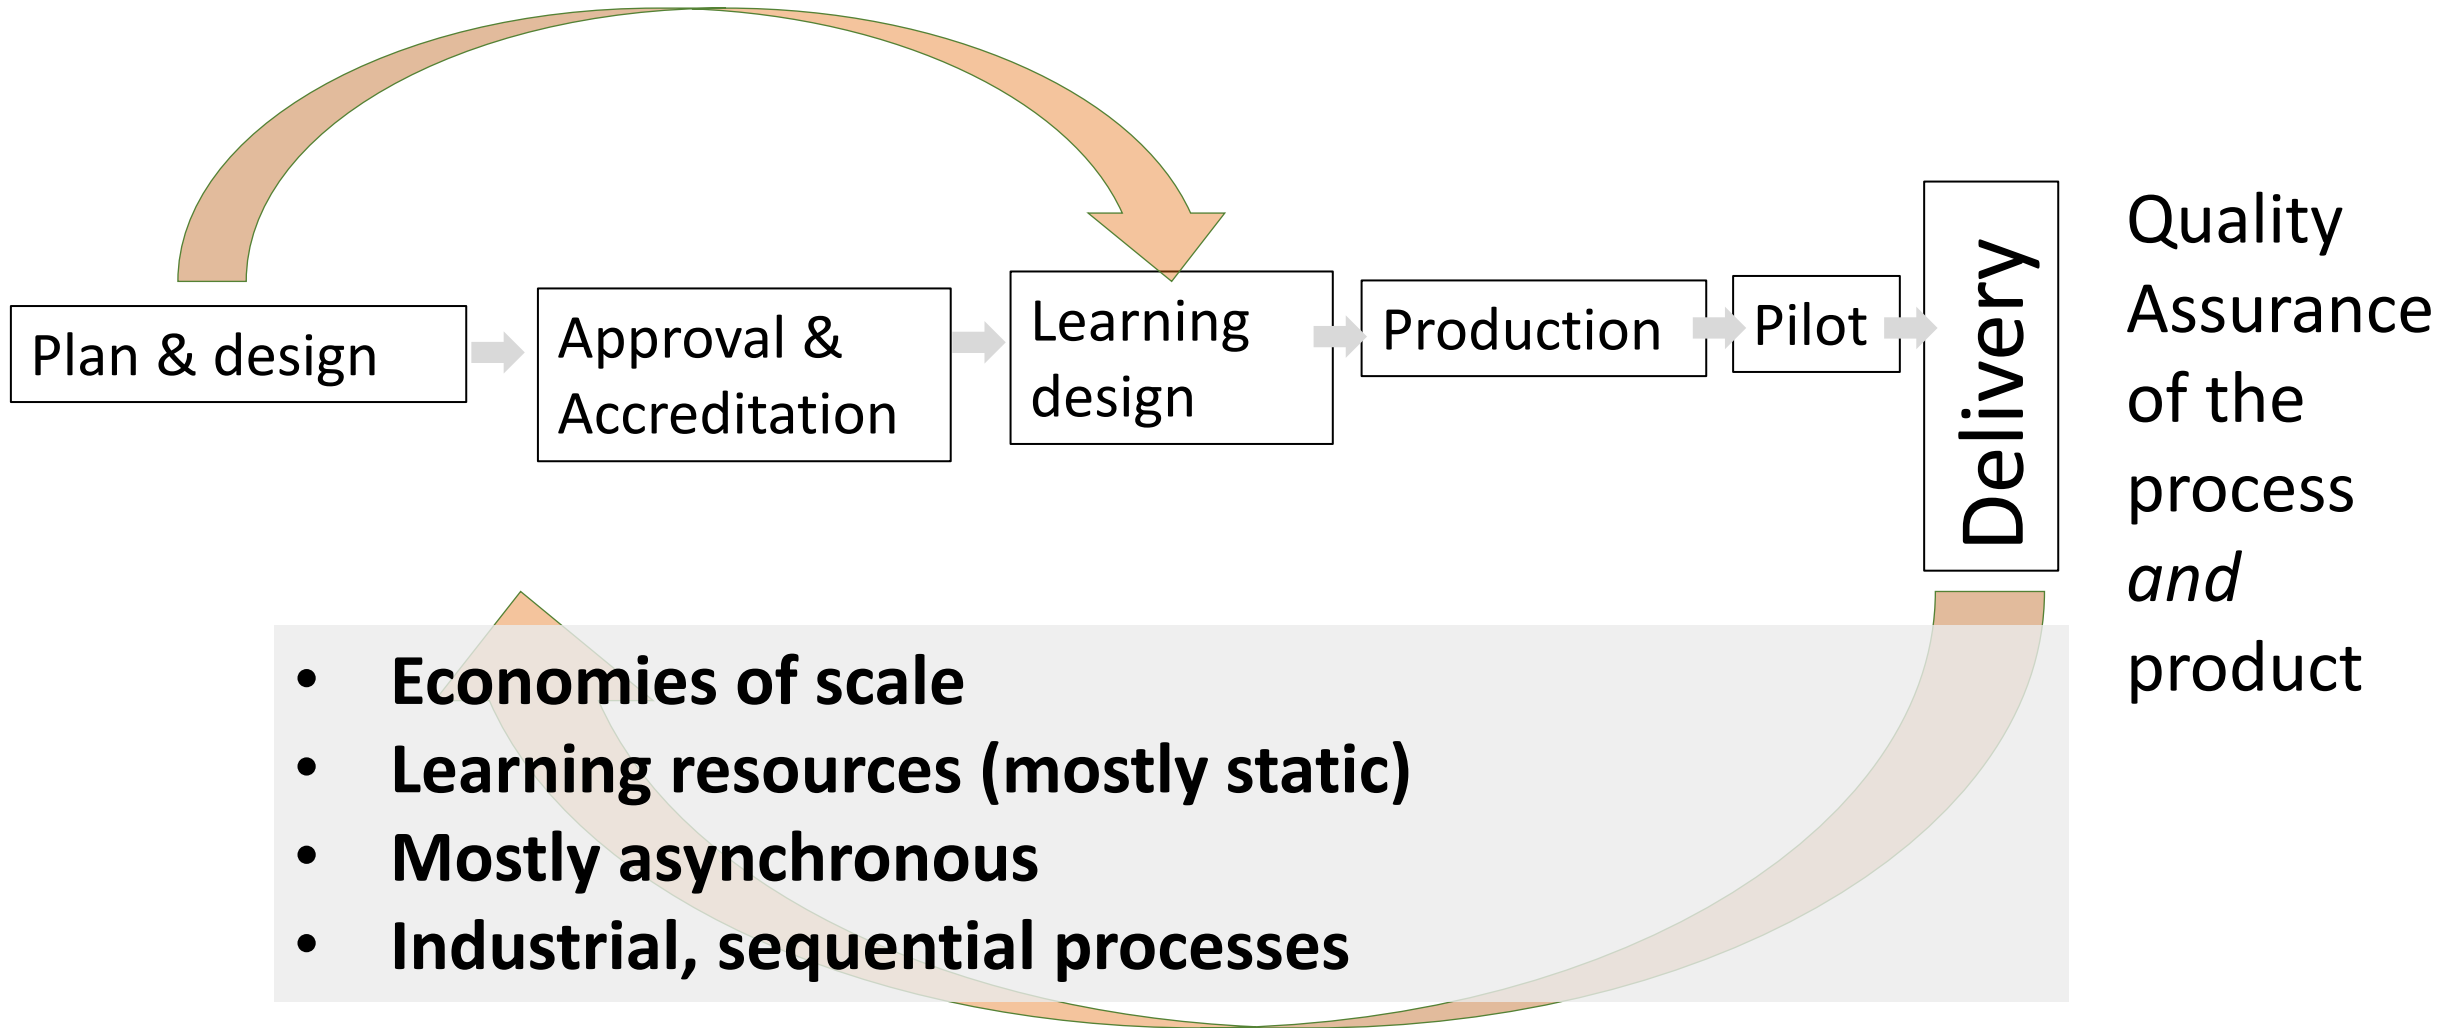 Plan & design
Approval &
Accreditation
Learning
design
Production
Pilot
Delivery
Quality
Assurance
of the
process
and
product
• Economies of scale
• Learning resources (mostly static)
• Mostly asynchronous
• Industrial, sequential processes